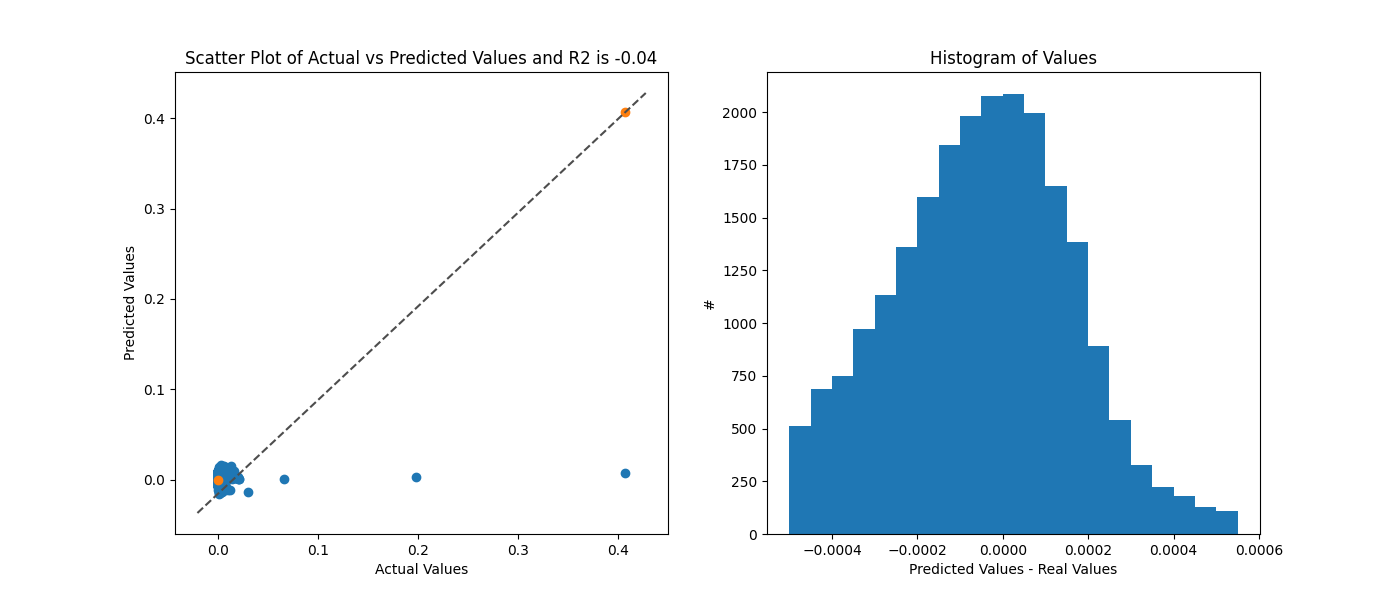 Scatter Plot of Actual vs Predicted Values and R2 is -0.04
Predicted Values
0.4
0.3
0.2
0.1
0.0
0.0 0.1 0.2 0.3 0.4
Actual Values
Histogram of Values
#
2000
1750
1500
1250
1000
750
500
250
0
−0.0004 −0.0002 0.0000 0.0002 0.0004 0.0006
Predicted Values - Real Values